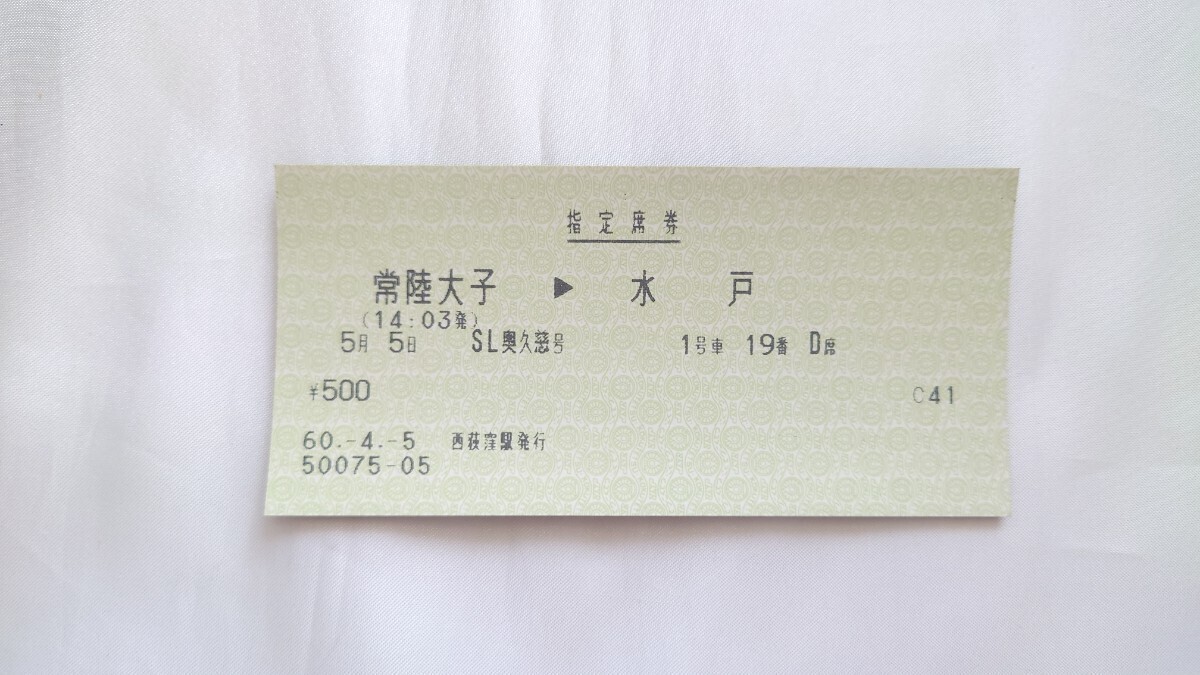 指定席券
常陸大子 ▶ 水戸
(14:03発)
5月 5日 SL奥久慈号 1号車 19番 D席
¥500 C41
60.-4.-5 西荻窪駅発行
50075-05